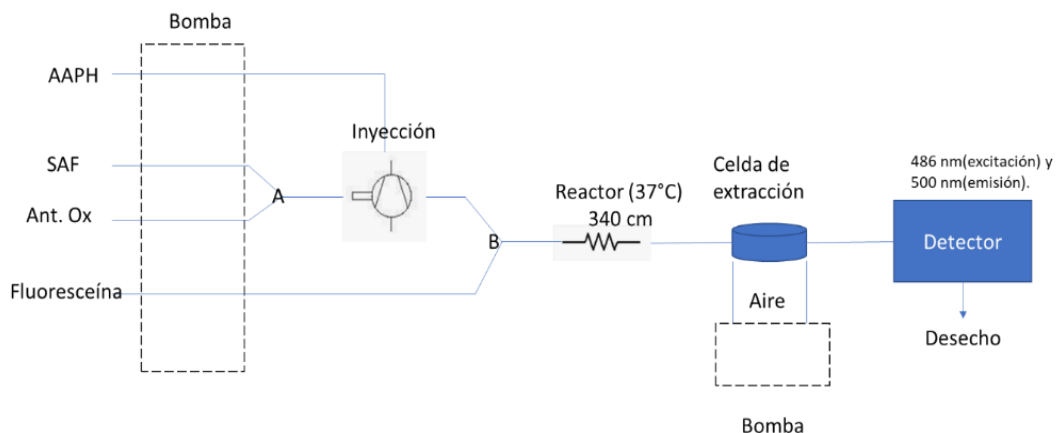 Bomba
AAPH
Inyección
SAF
A
Ant. Ox
Fluoresceína
B
Reactor (37°C)
340 cm
Celda de
extracción
Aire
Bomba
486 nm(excitación) y
500 nm(emisión).
Detector
Desecho